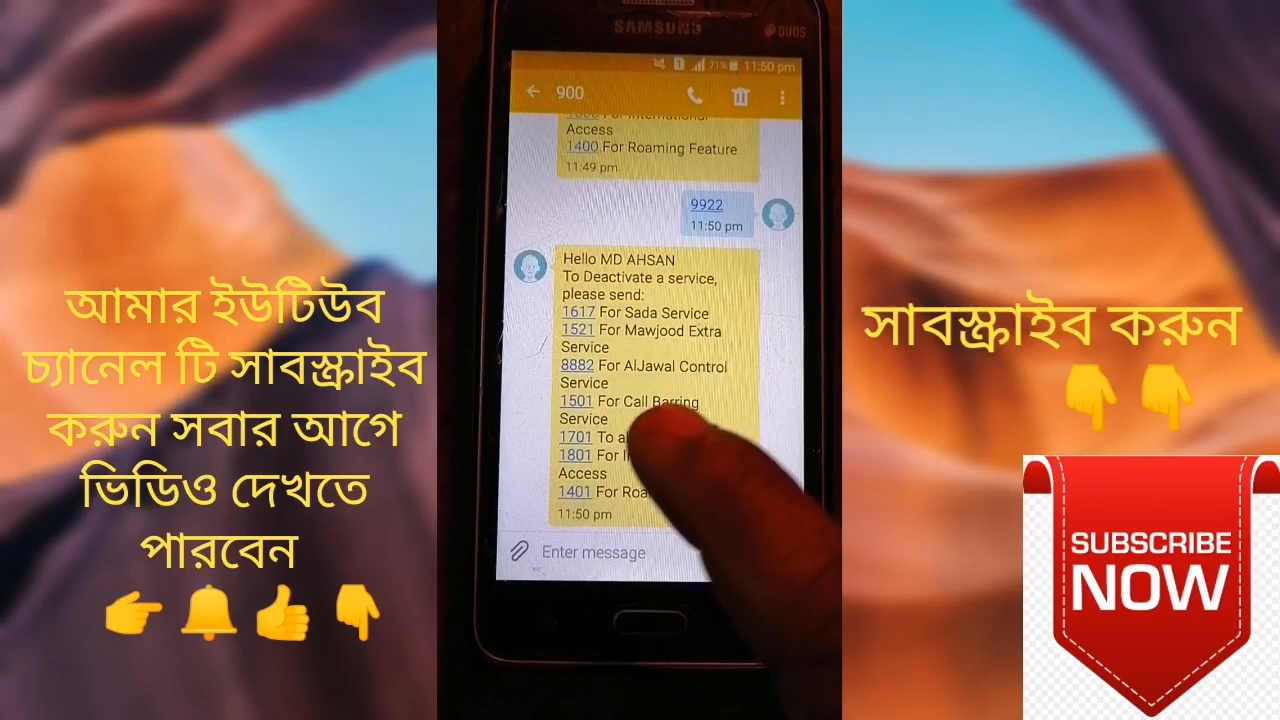 আমার ইউটিউব
চ্যানেল টি সাবস্ক্রাইব
করুন সবার আগে
ভিডিও দেখতে
পারবেন
SAMSUNG
DUOS
71% 11:50 pm
900
For International
Access
1400 For Roaming Feature
11:49 pm
9922
11:50 pm
Hello MD AHSAN
To Deactivate a service,
please send:
1617 For Sada Service
1521 For Mawjood Extra
Service
8882 For AlJawal Control
Service
1501 For Call Barring
Service
1701 To
1801 For
Access
1401 For
11:50 pm
Enter message
সাবস্ক্রাইব করুন
SUBSCRIBE
NOW